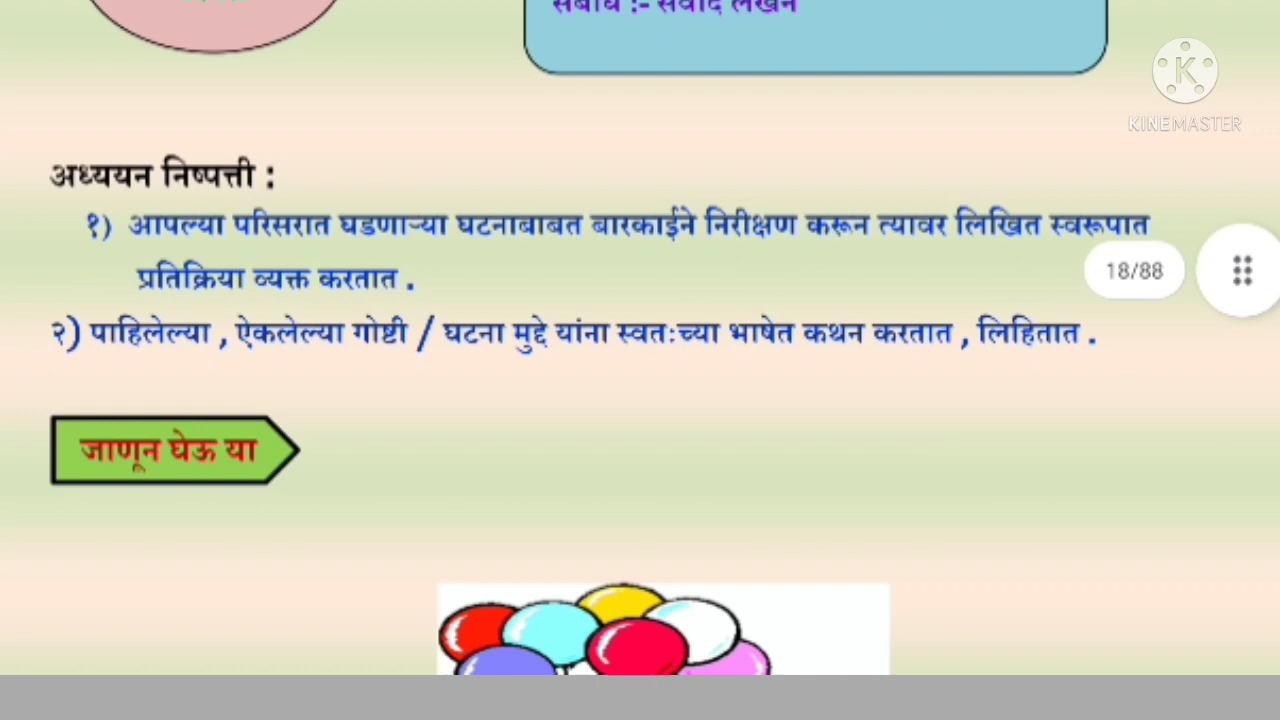 संबोध :- संवाद लेखन
KINEMASTER
अध्ययन निष्पत्ती :
१) आपल्या परिसरात घडणाऱ्या घटनाबाबत बारकाईने निरीक्षण करून त्यावर लिखित स्वरूपात
18/88
प्रतिक्रिया व्यक्त करतात .
२) पाहिलेल्या , ऐकलेल्या गोष्टी / घटना मुद्दे यांना स्वतःच्या भाषेत कथन करतात , लिहितात .
जाणून घेऊ या